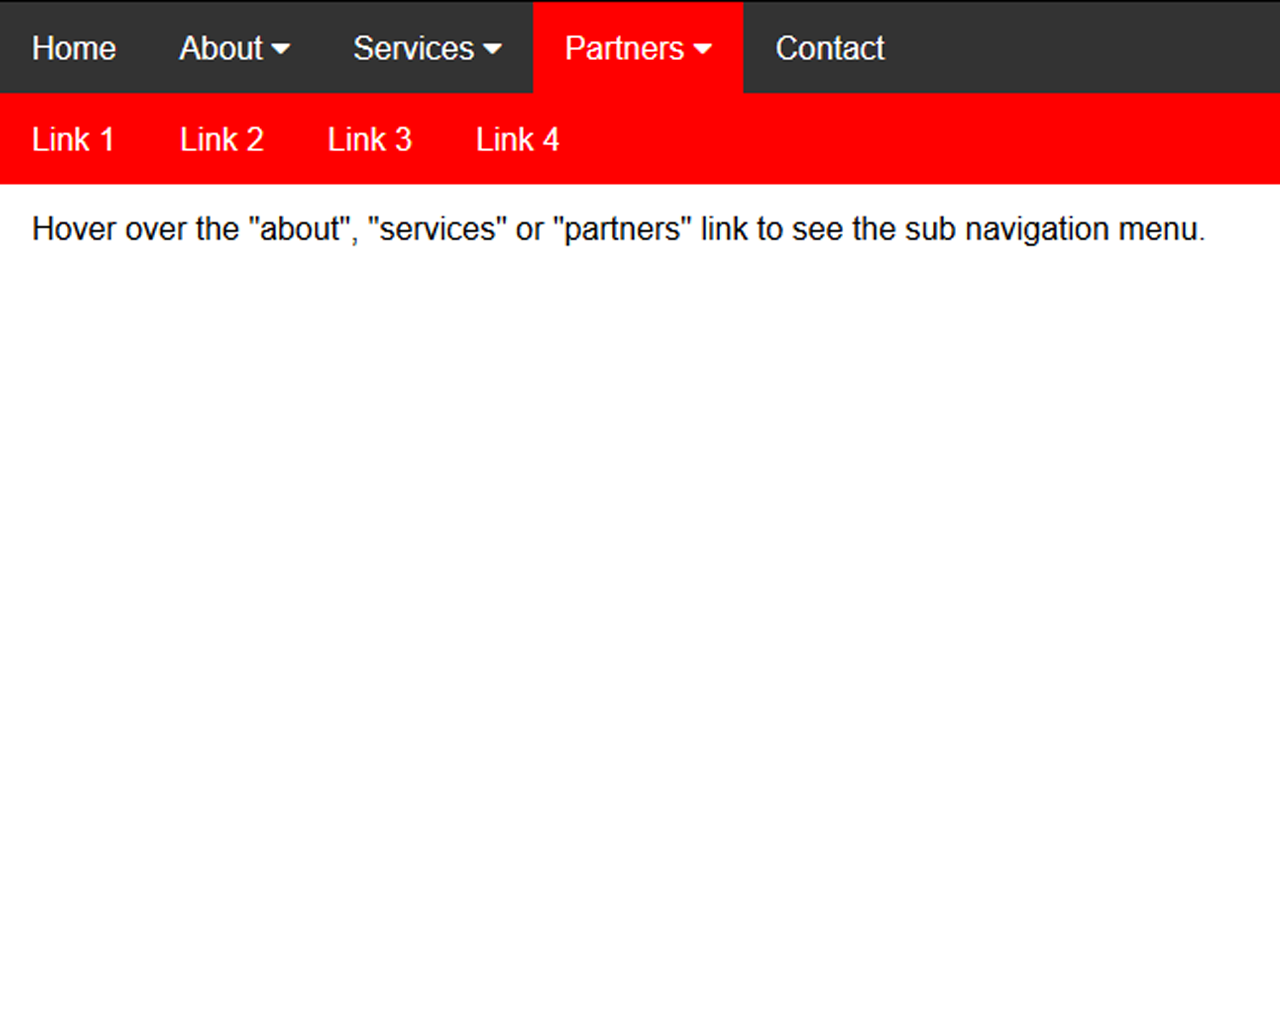 Home About Services Partners Contact
Link 1 Link 2 Link 3 Link 4
Hover over the "about", "services" or "partners" link to see the sub navigation menu.